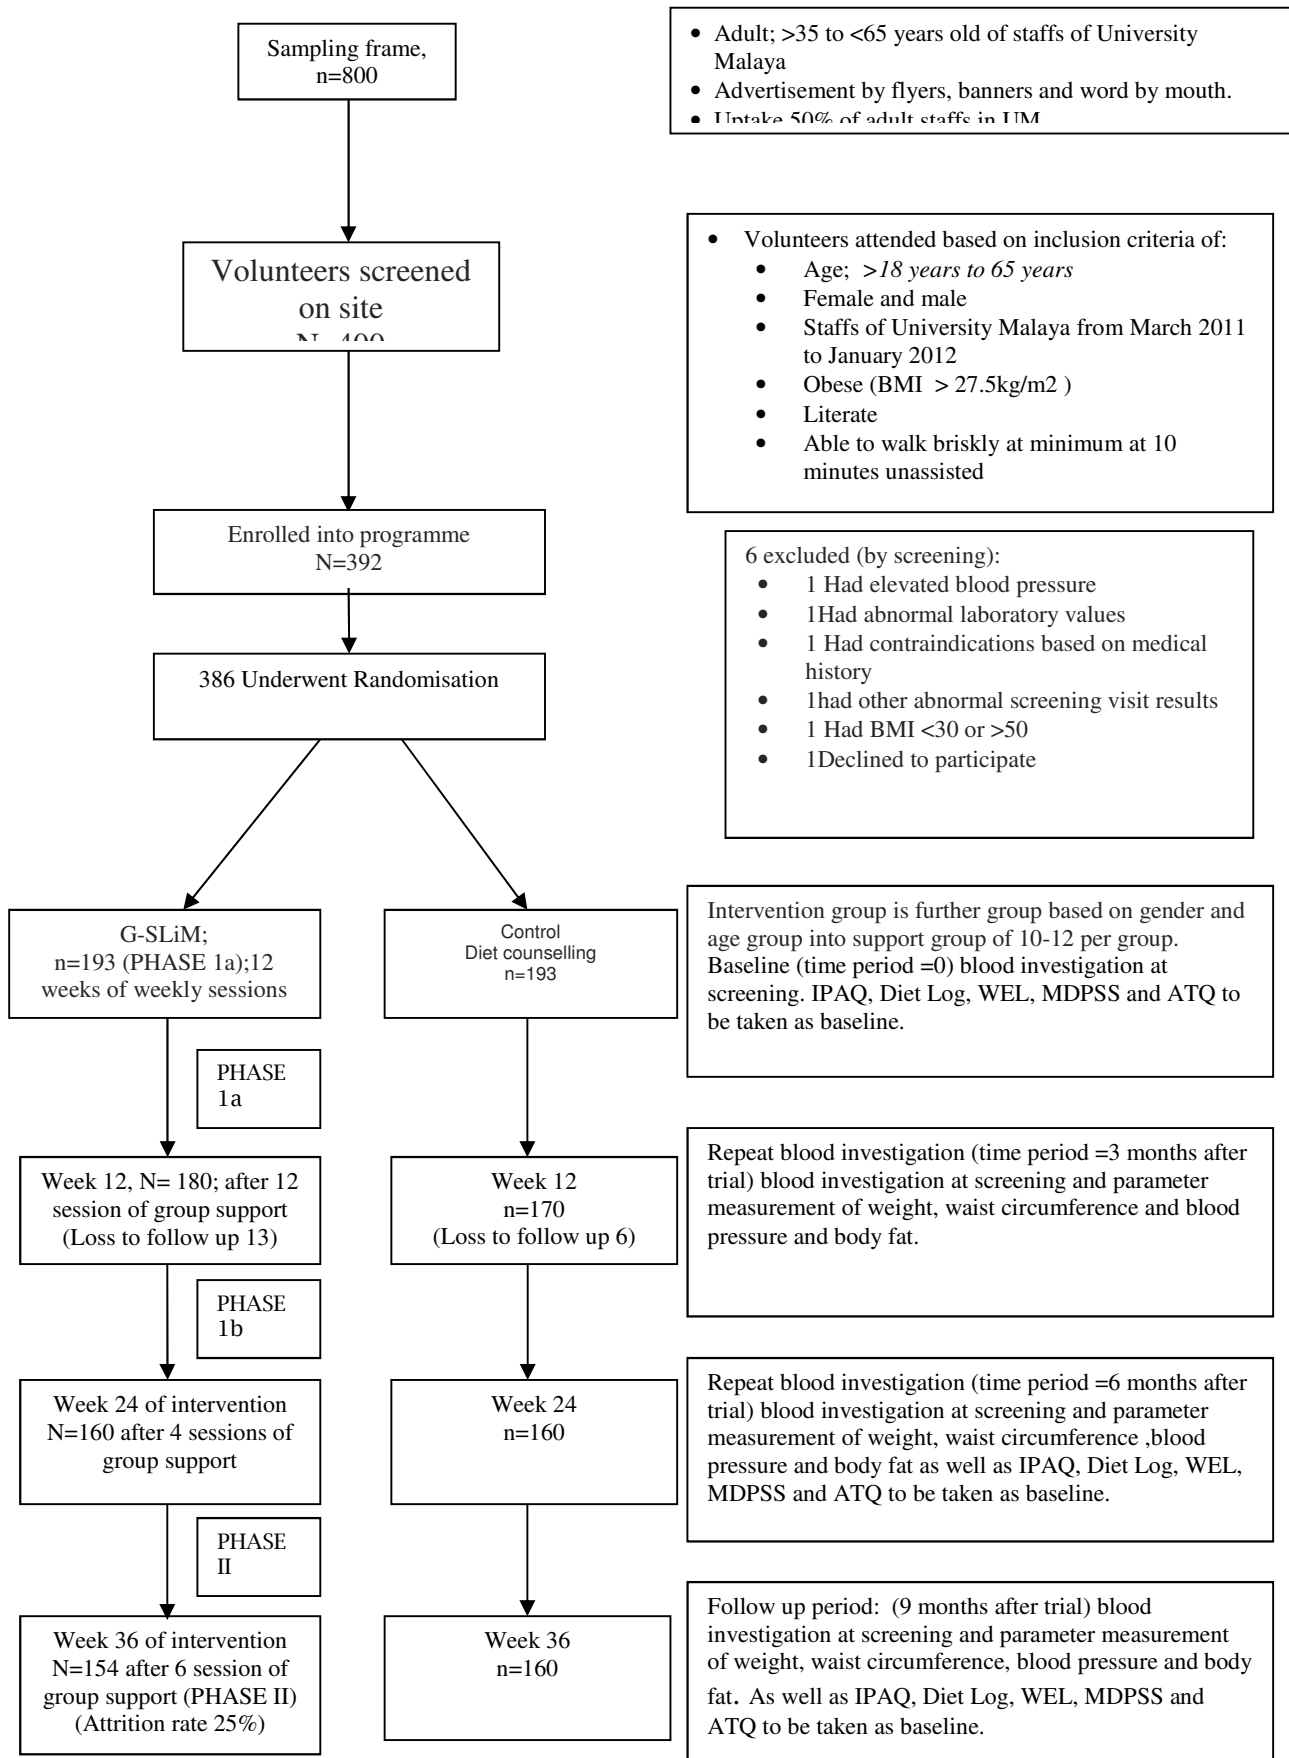 Sampling frame,
n=800
• Adult; >35 to <65 years old of staffs of University
Malaya
• Advertisement by flyers, banners and word by mouth.
• Uptake 50% of adult staffs in UM
Volunteers screened
on site
N=400
• Volunteers attended based on inclusion criteria of:
• Age; >18 years to 65 years
• Female and male
• Staffs of University Malaya from March 2011
to January 2012
• Obese (BMI > 27.5kg/m2 )
• Literate
• Able to walk briskly at minimum at 10
minutes unassisted
Enrolled into programme
N=392
6 excluded (by screening):
• 1 Had elevated blood pressure
• 1Had abnormal laboratory values
• 1 Had contraindications based on medical
history
• 1had other abnormal screening visit results
• 1 Had BMI <30 or >50
• 1Declined to participate
386 Underwent Randomisation
G-SLiM;
n=193 (PHASE 1a);12
weeks of weekly sessions
Control
Diet counselling
n=193
Intervention group is further group based on gender and
age group into support group of 10-12 per group.
Baseline (time period =0) blood investigation at
screening. IPAQ, Diet Log, WEL, MDPSS and ATQ to
be taken as baseline.
PHASE
1a
Week 12, N= 180; after 12
session of group support
(Loss to follow up 13)
Week 12
n=170
(Loss to follow up 6)
Repeat blood investigation (time period =3 months after
trial) blood investigation at screening and parameter
measurement of weight, waist circumference and blood
pressure and body fat.
PHASE
1b
Week 24 of intervention
N=160 after 4 sessions of
group support
Week 24
n=160
Repeat blood investigation (time period =6 months after
trial) blood investigation at screening and parameter
measurement of weight, waist circumference ,blood
pressure and body fat as well as IPAQ, Diet Log, WEL,
MDPSS and ATQ to be taken as baseline.
PHASE
II
Week 36 of intervention
N=154 after 6 session of
group support (PHASE II)
(Attrition rate 25%)
Week 36
n=160
Follow up period: (9 months after trial) blood
investigation at screening and parameter measurement
of weight, waist circumference, blood pressure and body
fat. As well as IPAQ, Diet Log, WEL, MDPSS and
ATQ to be taken as baseline.